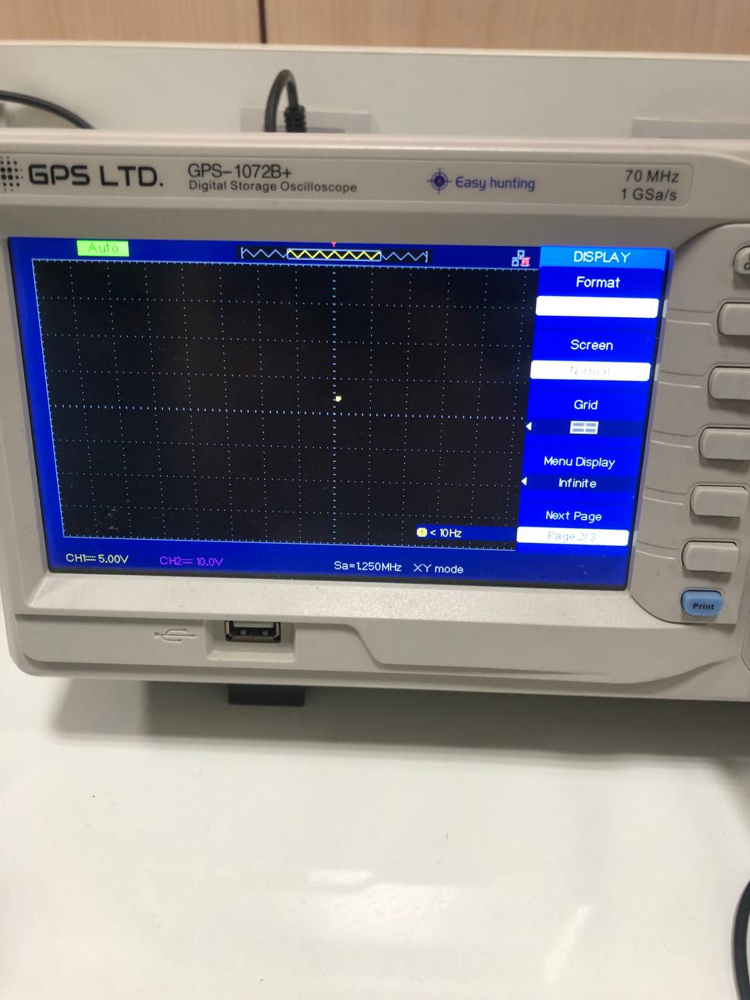 GPS LTD.
GPS-1072B+
Digital Storage Oscilloscope
Easy hunting
70 MHz
1 GSa/s
Auto
DISPLAY
Format
Screen
Normal
Grid
Menu Display
Infinite
Next Page
Page 2/3
< 10Hz
CH1 5.00V
CH2 10.0V
Sa=1.250MHz
XY mode
Print